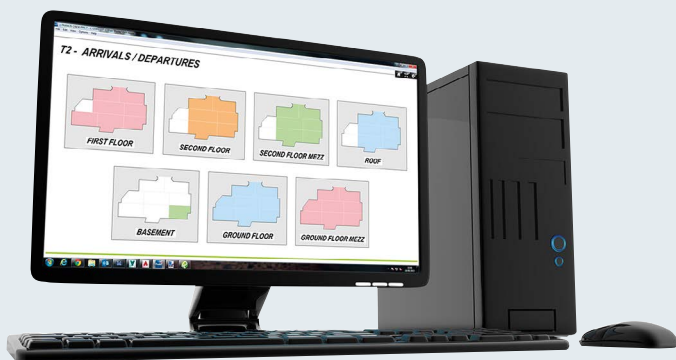 T2 - ARRIVALS / DEPARTURES
FIRST FLOOR
SECOND FLOOR
SECOND FLOOR MEZZ
ROOF
BASEMENT
GROUND FLOOR
GROUND FLOOR MEZZ